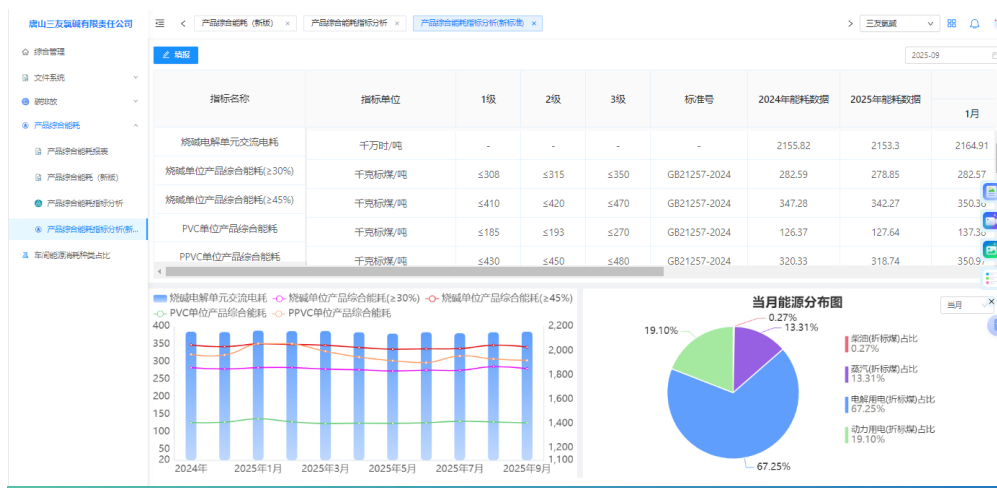 唐山三友氯碱有限责任公司
产品综合能耗（新版） ×
产品综合能耗指标分析 ×
产品综合能耗指标分析(新标准) ×
三友氯碱
综合管理
文件系统
碳排放
产品综合能耗
产品综合能耗报表
产品综合能耗（新版）
产品综合能耗指标分析
产品综合能耗指标分析(新...
车间能源消耗种类占比
填报
2025-09
指标名称 指标单位 1级 2级 3级 标准号 2024年能耗数据 2025年能耗数据
1月
烧碱电解单元交流电耗 千万时/吨 - - - - 2155.82 2153.3 2164.91
烧碱单位产品综合能耗(≥30%) 千克标煤/吨 ≤308 ≤315 ≤350 GB21257-2024 282.59 278.85 282.57
烧碱单位产品综合能耗(≥45%) 千克标煤/吨 ≤410 ≤420 ≤470 GB21257-2024 347.28 342.27 350.36
PVC单位产品综合能耗 千克标煤/吨 ≤185 ≤193 ≤270 GB21257-2024 126.37 127.64
PPVC单位产品综合能耗 千克标煤/吨 ≤430 ≤450 ≤480 GB21257-2024 320.33 318.74 350.97
烧碱电解单元交流电耗 烧碱单位产品综合能耗(≥30%) 烧碱单位产品综合能耗(≥45%)
PVC单位产品综合能耗 PPVC单位产品综合能耗
400
350
300
250
200
150
100
50
20
2,200
2,000
1,800
1,600
1,400
1,200
1,100
2024年 2025年1月 2025年3月 2025年5月 2025年7月 2025年9月
当月能源分布图
当月
0.27%
13.31%
19.10%
67.25%
柴油(折标煤)占比
0.27%
蒸汽(折标煤)占比
13.31%
电解用电(折标煤)占比
67.25%
动力用电(折标煤)占比
19.10%